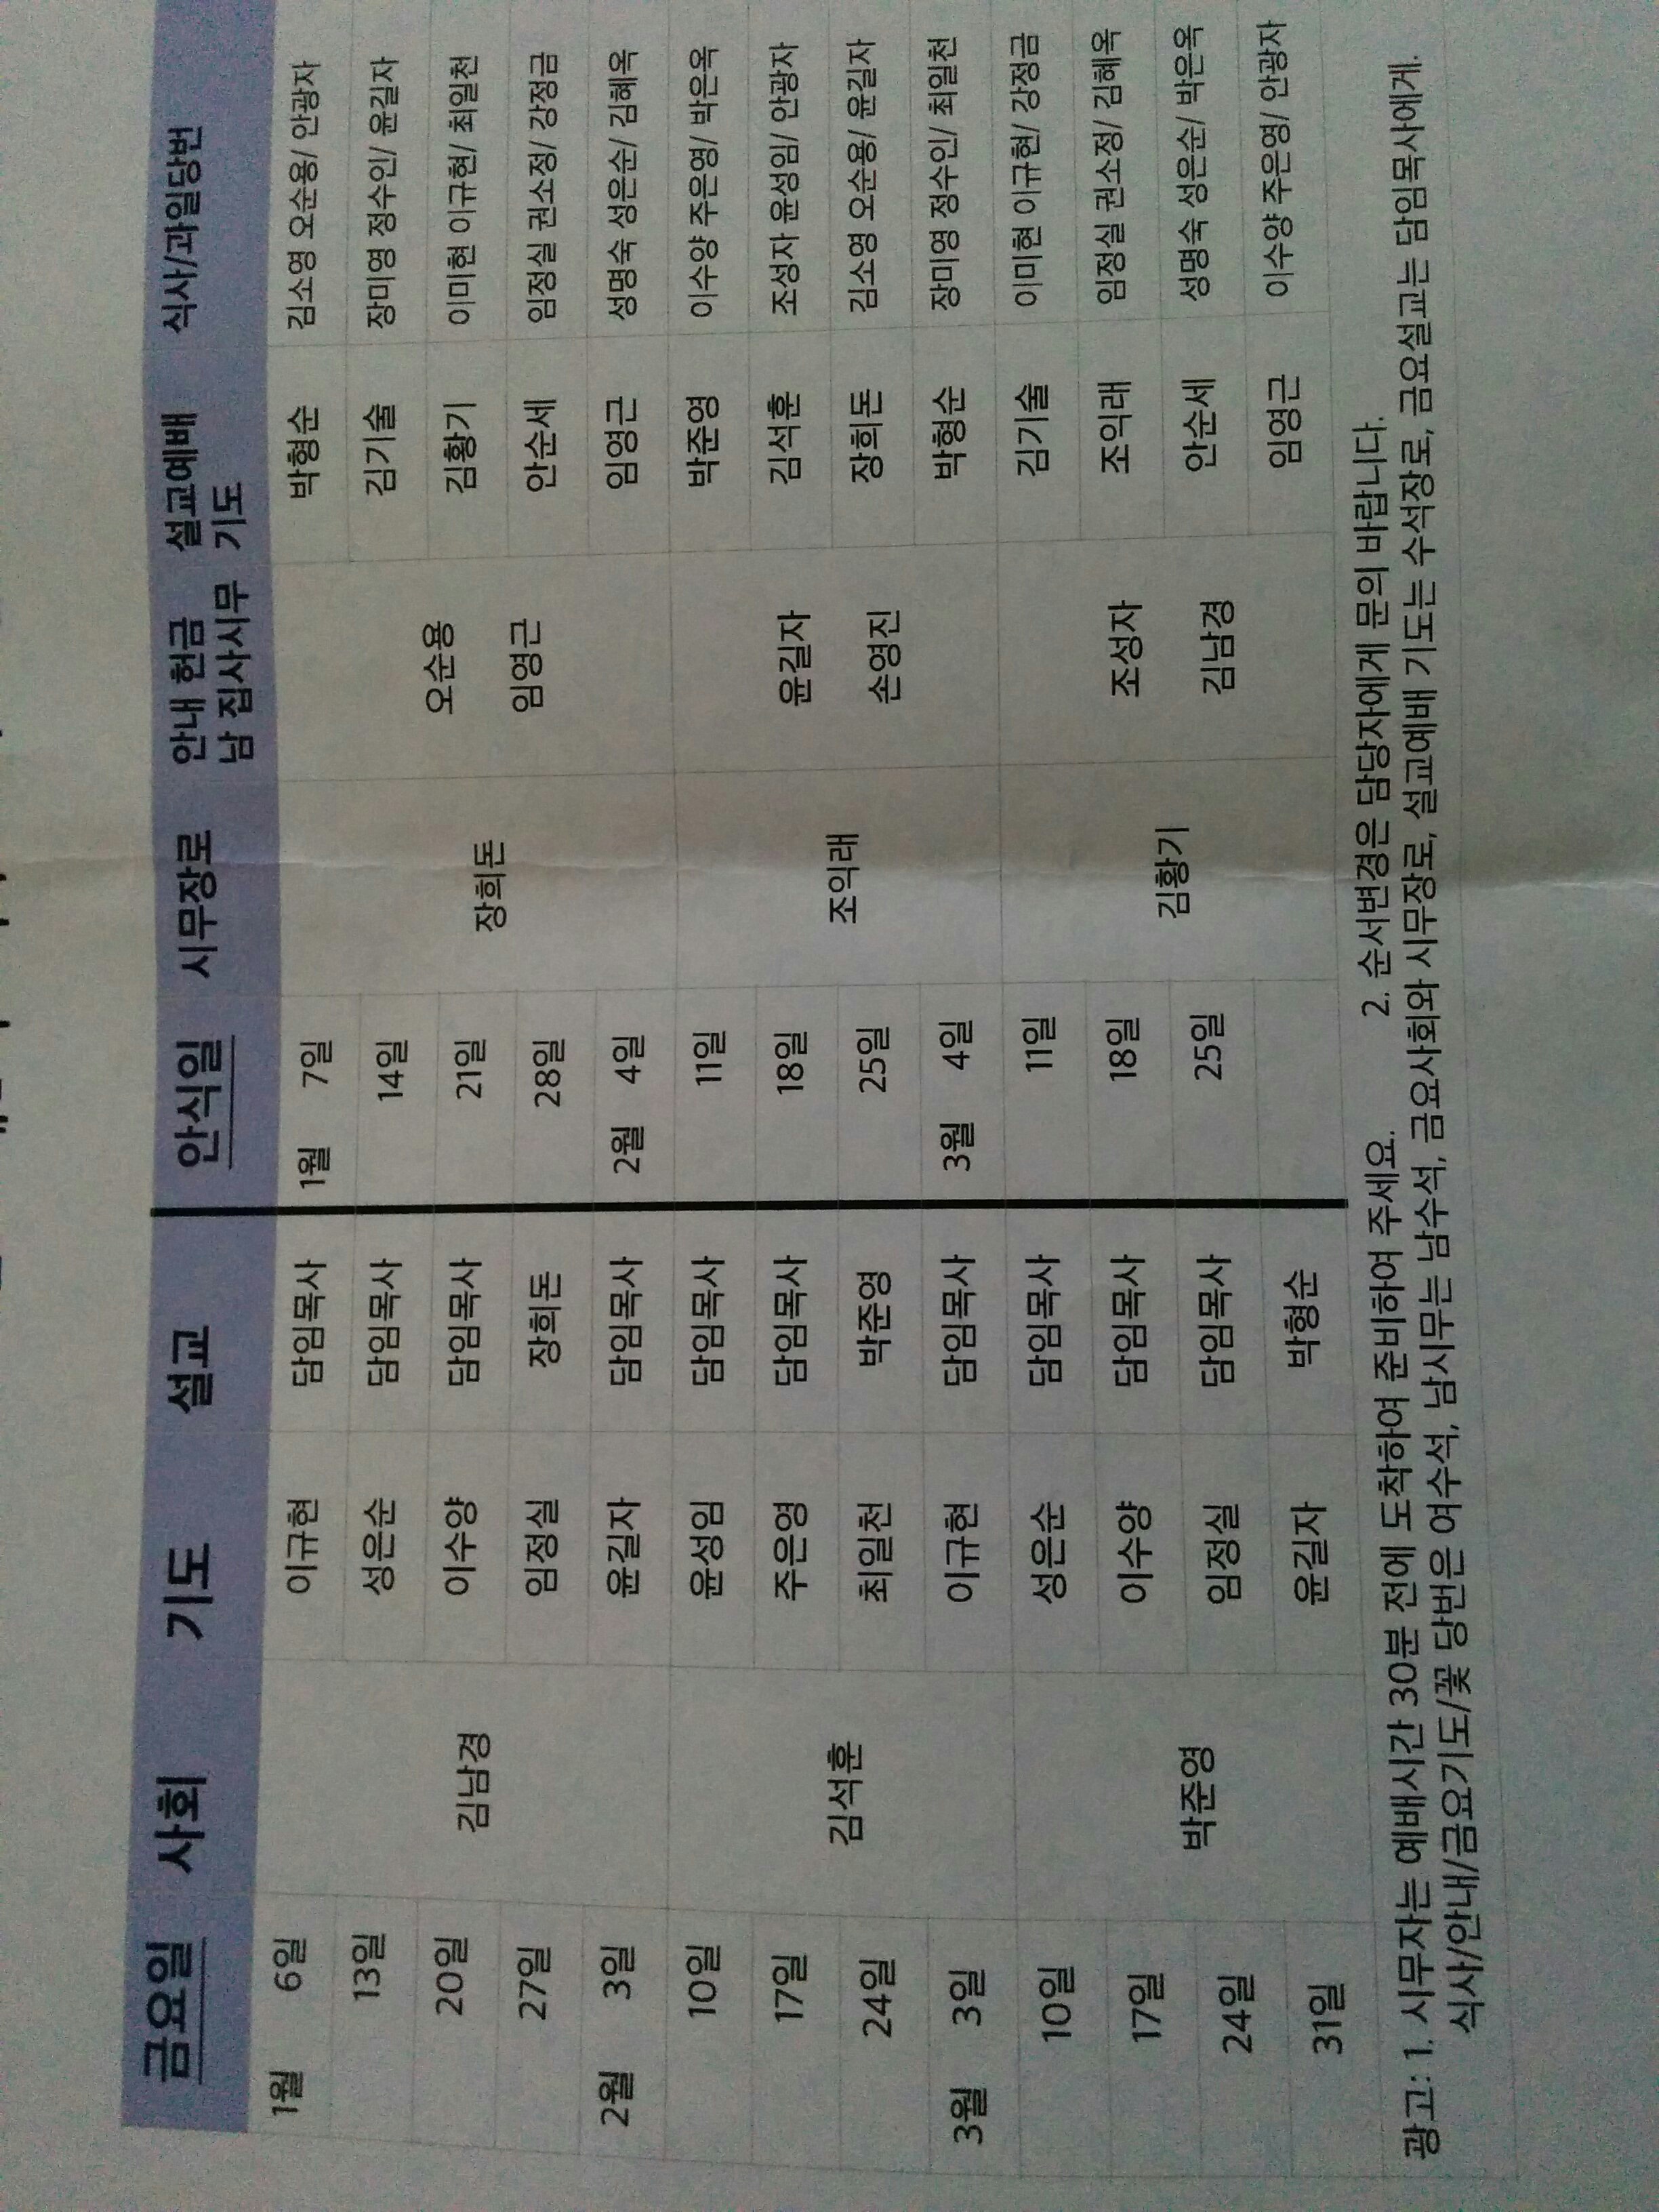 금요일 사회 기도 설교 안식일 시무장로 안내 헌금 설교예배 식사/과일당번
남 집사시무 기도
1월 6일 이규현 담임목사 1월 7일 박형순 김소영 오순용/ 안광자
13일 성은순 담임목사 14일 김기술 장미영 정수인/ 윤길자
20일 이수양 담임목사 21일 오순용 김황기 이미현 이규현/ 최일천
김남경 장희돈
27일 임정실 장희돈 28일 임영근 안순세 임정실 권소정/ 강정금
2월 3일 윤길자 담임목사 2월 4일 임영근 성명숙 성은순/ 김혜옥
10일 윤성임 담임목사 11일 박준영 이수양 주은영/ 박은옥
17일 주은영 담임목사 18일 윤길자 김석훈 조성자 윤성임/ 안광자
김석훈 조익래
24일 최일천 박준영 25일 손영진 장희돈 김소영 오순용/ 윤길자
3월 3일 이규현 담임목사 3월 4일 박형순 장미영 정수인/ 최일천
10일 성은순 담임목사 11일 김기술 이미현 이규현/ 강정금
17일 이수양 담임목사 18일 조성자 조익래 임정실 권소정/ 김혜옥
박준영 김황기
24일 임정실 담임목사 25일 김남경 안순세 성명숙 성은순/ 박은옥
31일 윤길자 박형순 임영근 이수양 주은영/ 안광자
광고: 1. 시무자는 예배시간 30분 전에 도착하여 준비하여 주세요. 2. 순서변경은 담당자에게 문의 바랍니다.
식사/안내/금요기도/꽃 당번은 여수석, 남시무는 남수석, 금요사회와 시무장로, 설교예배 기도는 수석장로, 금요설교는 담임목사에게.